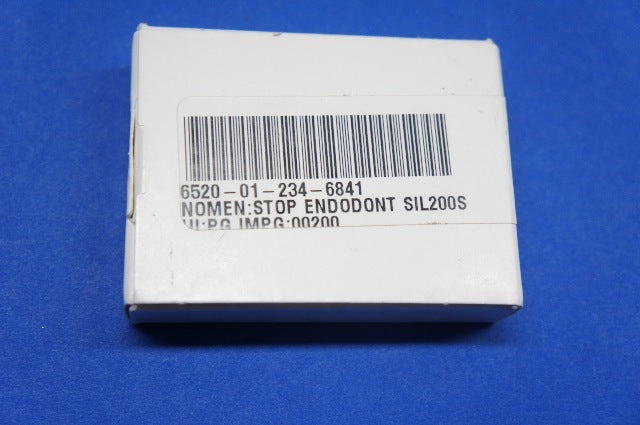 6520-01-234-6841
NOMEN:STOP ENDODONT SIL200S
UI:PG IMPG:00200